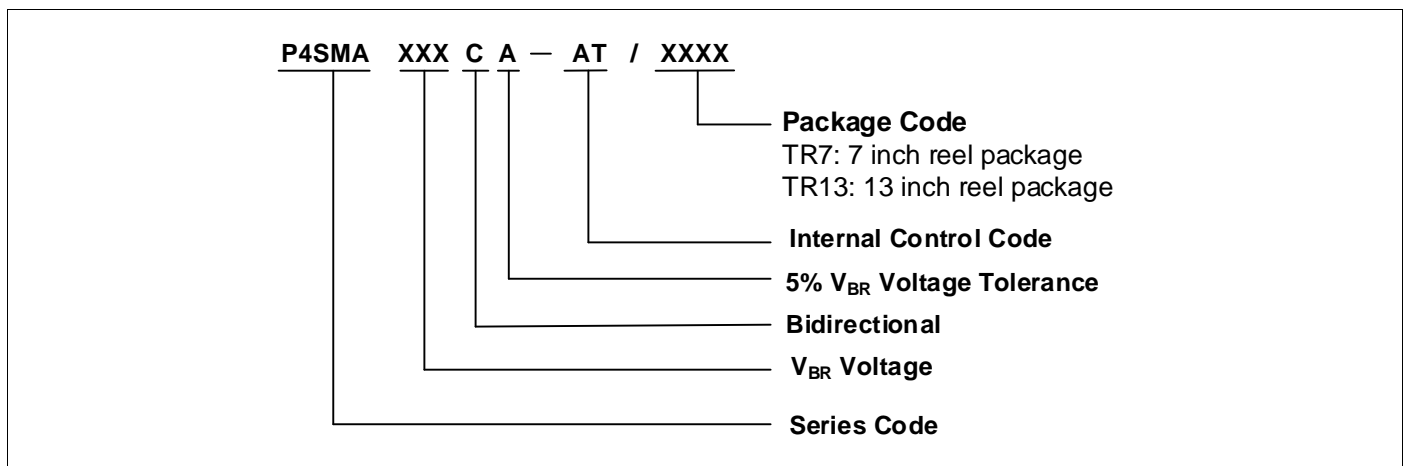 P4SMA XXX C A — AT / XXXX
Package Code
TR7: 7 inch reel package
TR13: 13 inch reel package
Internal Control Code
5% VBR Voltage Tolerance
Bidirectional
VBR Voltage
Series Code